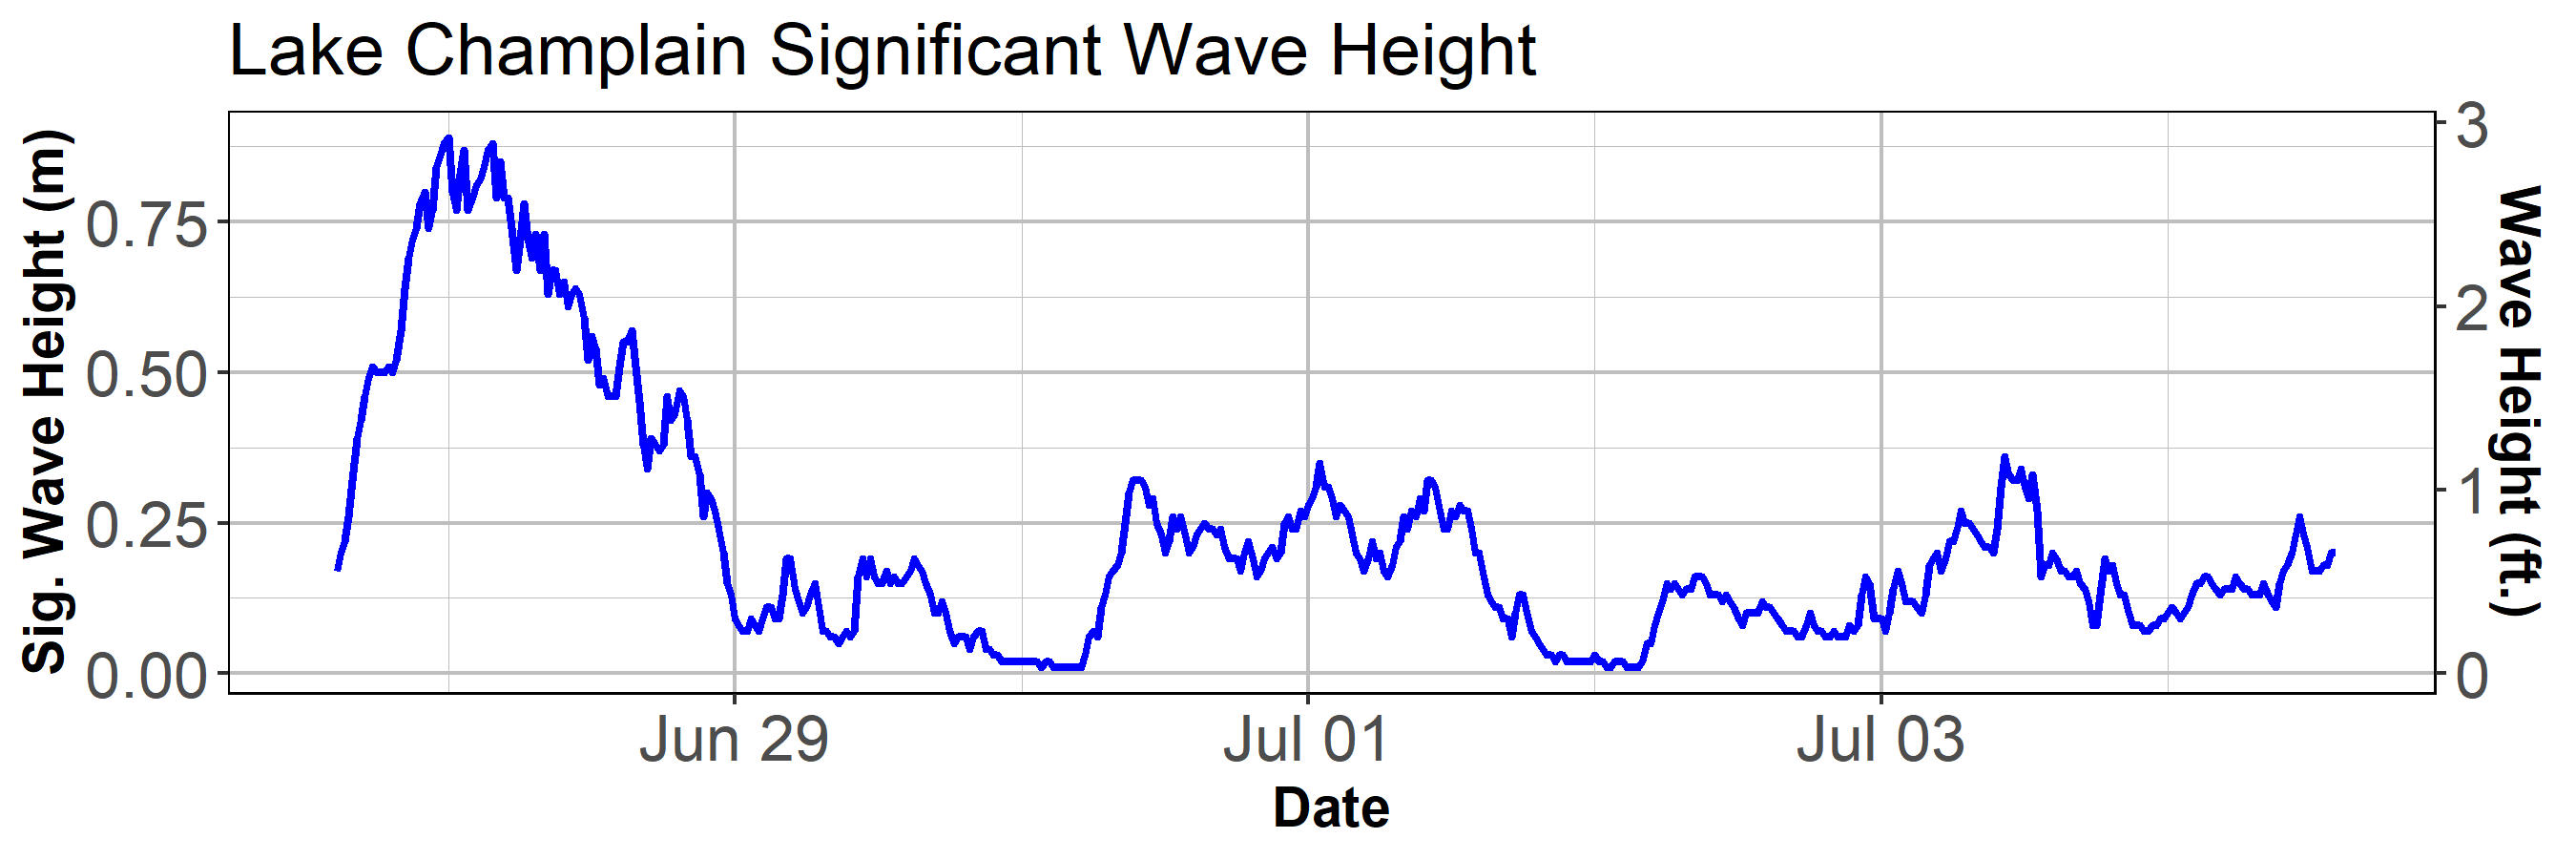 Lake Champlain Significant Wave Height
Sig. Wave Height (m)
0.75
0.50
0.25
0.00
3
2
1
0
Wave Height (ft.)
Jun 29
Jul 01
Jul 03
Date